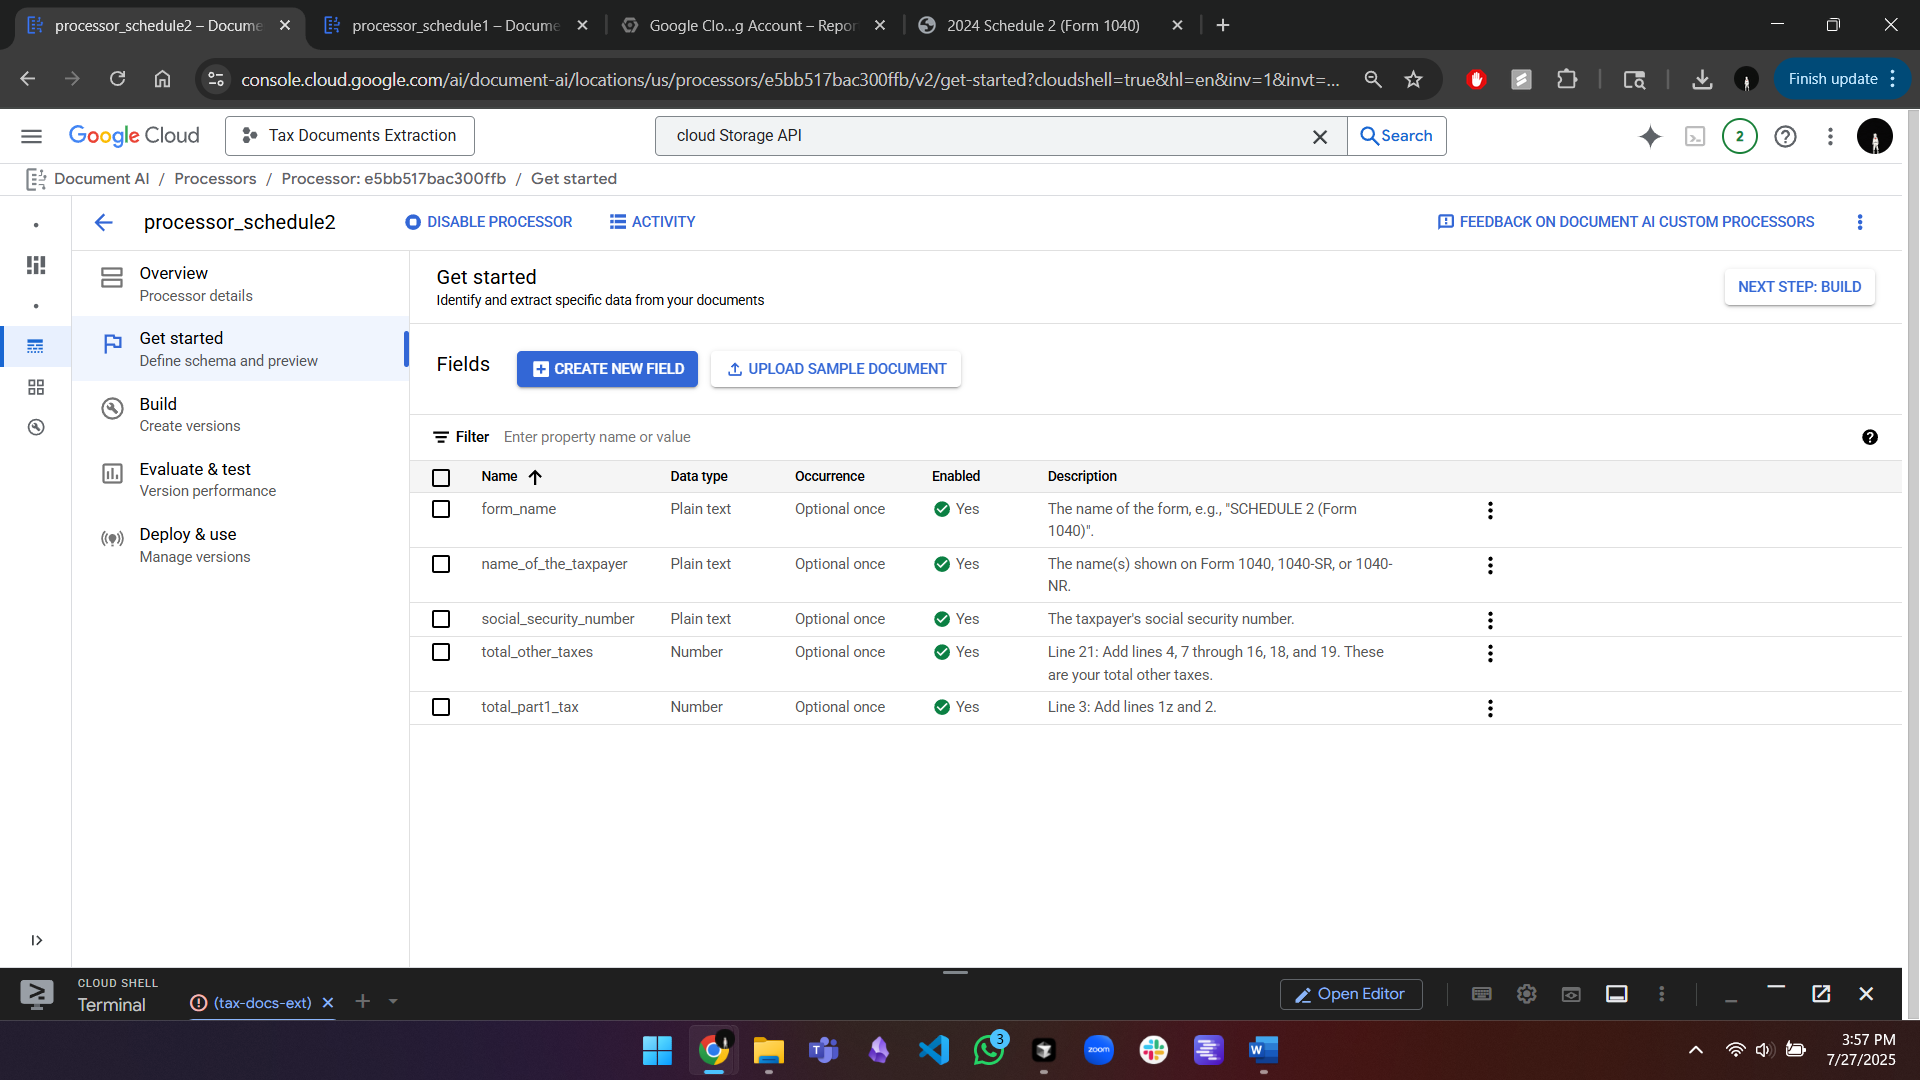 processor_schedule2 – Docume
processor_schedule1 – Docume
Google Clo...g Account – Repor
2024 Schedule 2 (Form 1040)
console.cloud.google.com/ai/document-ai/locations/us/processors/e5bb517bac300ffb/v2/get-started?cloudshell=true&hl=en&inv=1&invt=...
Finish update
Google Cloud
Tax Documents Extraction
cloud Storage API
Search
2
Document AI / Processors / Processor: e5bb517bac300ffb / Get started
processor_schedule2
DISABLE PROCESSOR
ACTIVITY
FEEDBACK ON DOCUMENT AI CUSTOM PROCESSORS
Overview
Processor details
Get started
Define schema and preview
Build
Create versions
Evaluate & test
Version performance
Deploy & use
Manage versions
Get started
Identify and extract specific data from your documents
NEXT STEP: BUILD
Fields
CREATE NEW FIELD
UPLOAD SAMPLE DOCUMENT
Filter Enter property name or value
Name Data type Occurrence Enabled Description
form_name Plain text Optional once Yes The name of the form, e.g., "SCHEDULE 2 (Form
1040)".
name_of_the_taxpayer Plain text Optional once Yes The name(s) shown on Form 1040, 1040-SR, or 1040-
NR.
social_security_number Plain text Optional once Yes The taxpayer's social security number.
total_other_taxes Number Optional once Yes Line 21: Add lines 4, 7 through 16, 18, and 19. These
are your total other taxes.
total_part1_tax Number Optional once Yes Line 3: Add lines 1z and 2.
CLOUD SHELL
Terminal
(tax-docs-ext)
Open Editor
3
zoom
3:57 PM
7/27/2025